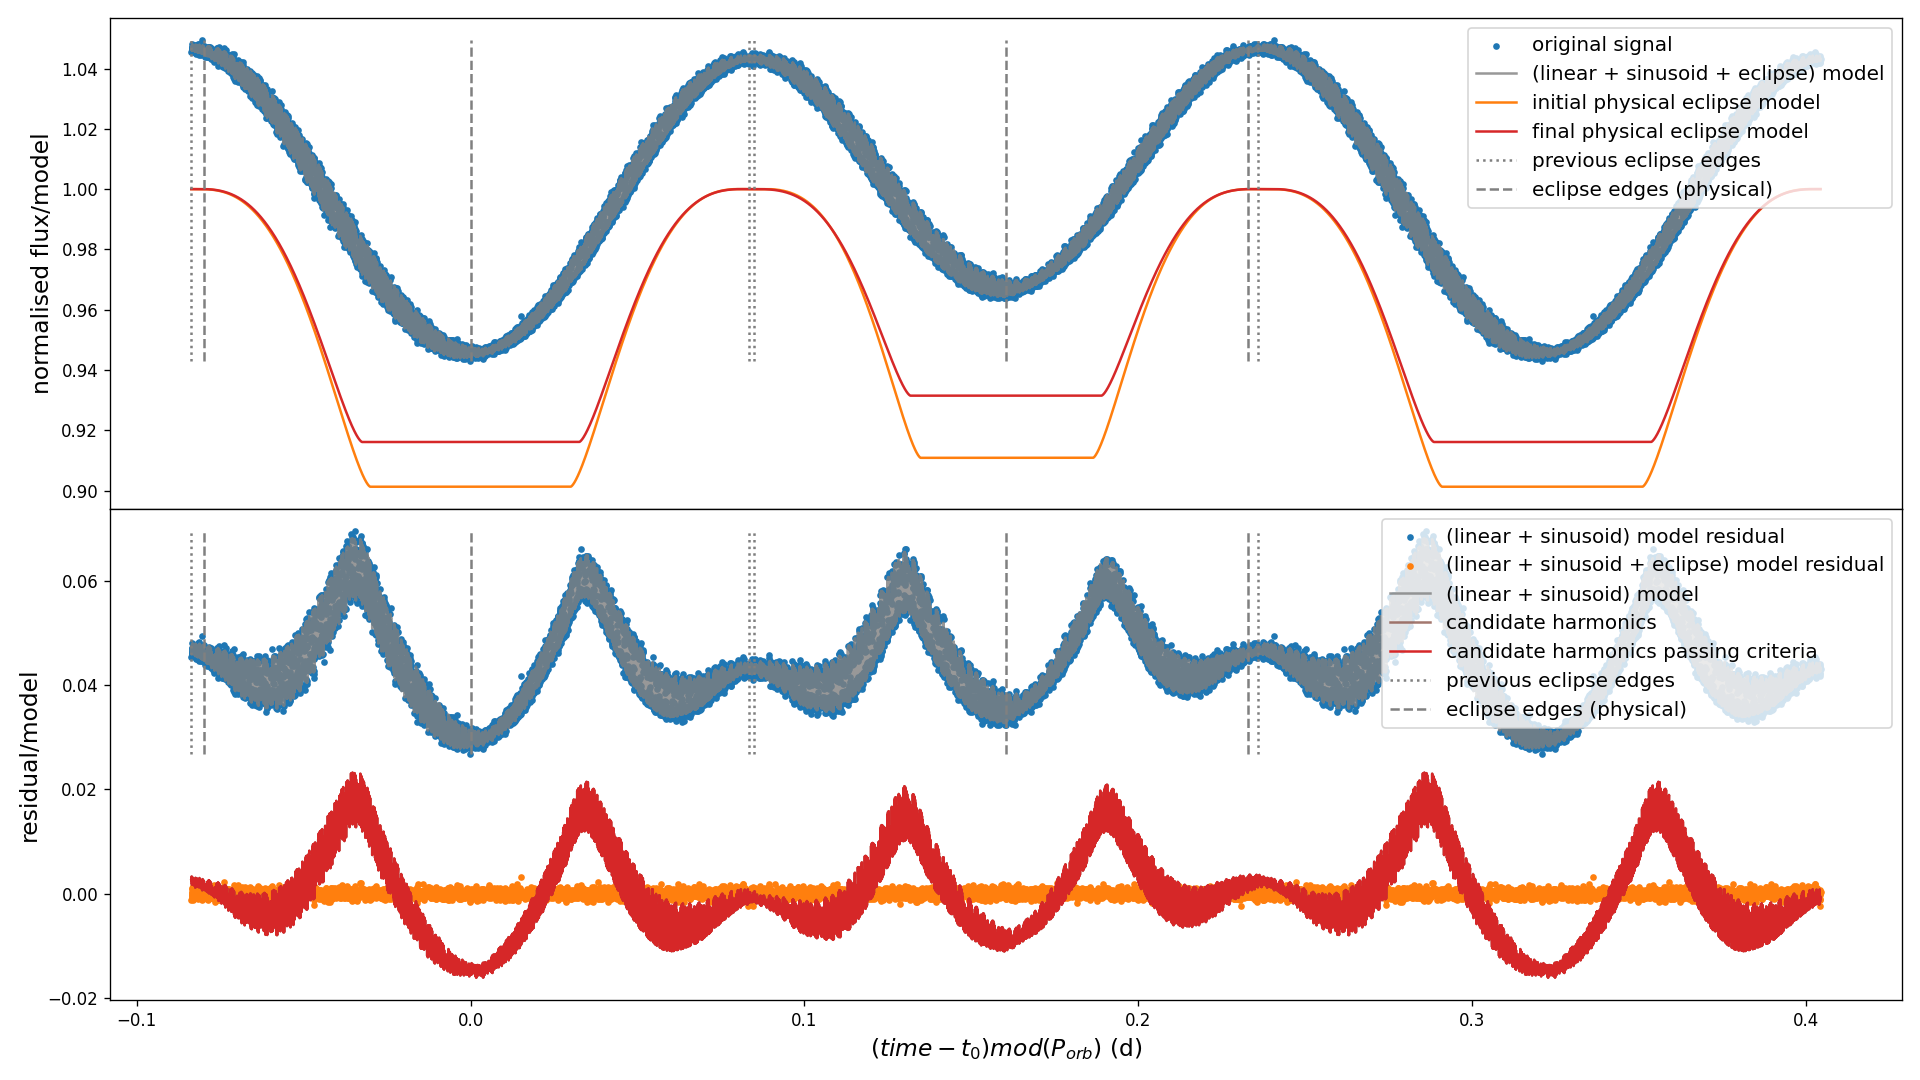 normalised flux/model
1.04
1.02
1.00
0.98
0.96
0.94
0.92
0.90
original signal
(linear + sinusoid + eclipse) model
initial physical eclipse model
final physical eclipse model
previous eclipse edges
eclipse edges (physical)
residual/model
0.06
0.04
0.02
0.00
−0.02
(linear + sinusoid) model residual
(linear + sinusoid + eclipse) model residual
(linear + sinusoid) model
candidate harmonics
candidate harmonics passing criteria
previous eclipse edges
eclipse edges (physical)
−0.1 0.0 0.1 0.2 0.3 0.4
(time − t₀)mod(Pₒᵣb) (d)